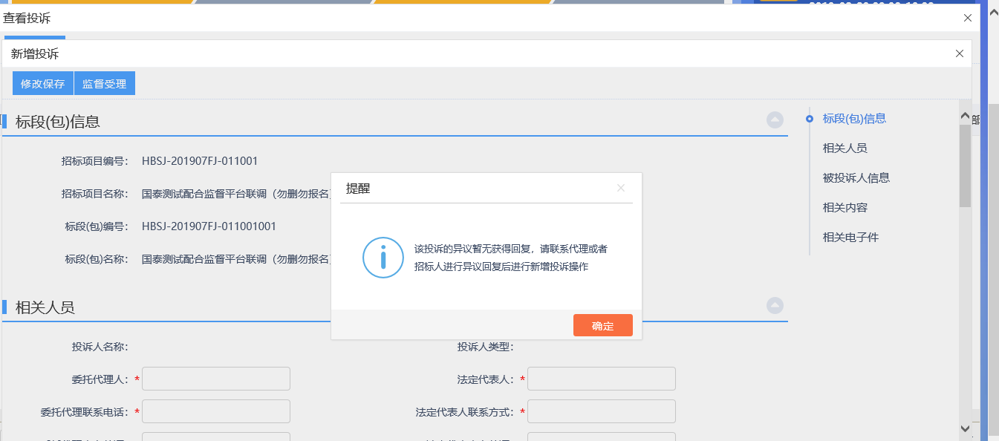 查看投诉
新增投诉
修改保存 监督受理
标段(包)信息
招标项目编号： HBSJ-201907FJ-011001
招标项目名称： 国泰测试配合监督平台联调（勿删勿报名）
标段(包)编号： HBSJ-201907FJ-011001001
标段(包)名称： 国泰测试配合监督平台联调（勿删勿报名）
相关人员
投诉人名称： 投诉人类型：
委托代理人： * 法定代表人： *
委托代理联系电话： * 法定代表人联系方式： *
提醒
该投诉的异议暂无获得回复，请联系代理或者
招标人进行异议回复后进行新增投诉操作
确定
标段(包)信息
相关人员
被投诉人信息
相关内容
相关电子件
部